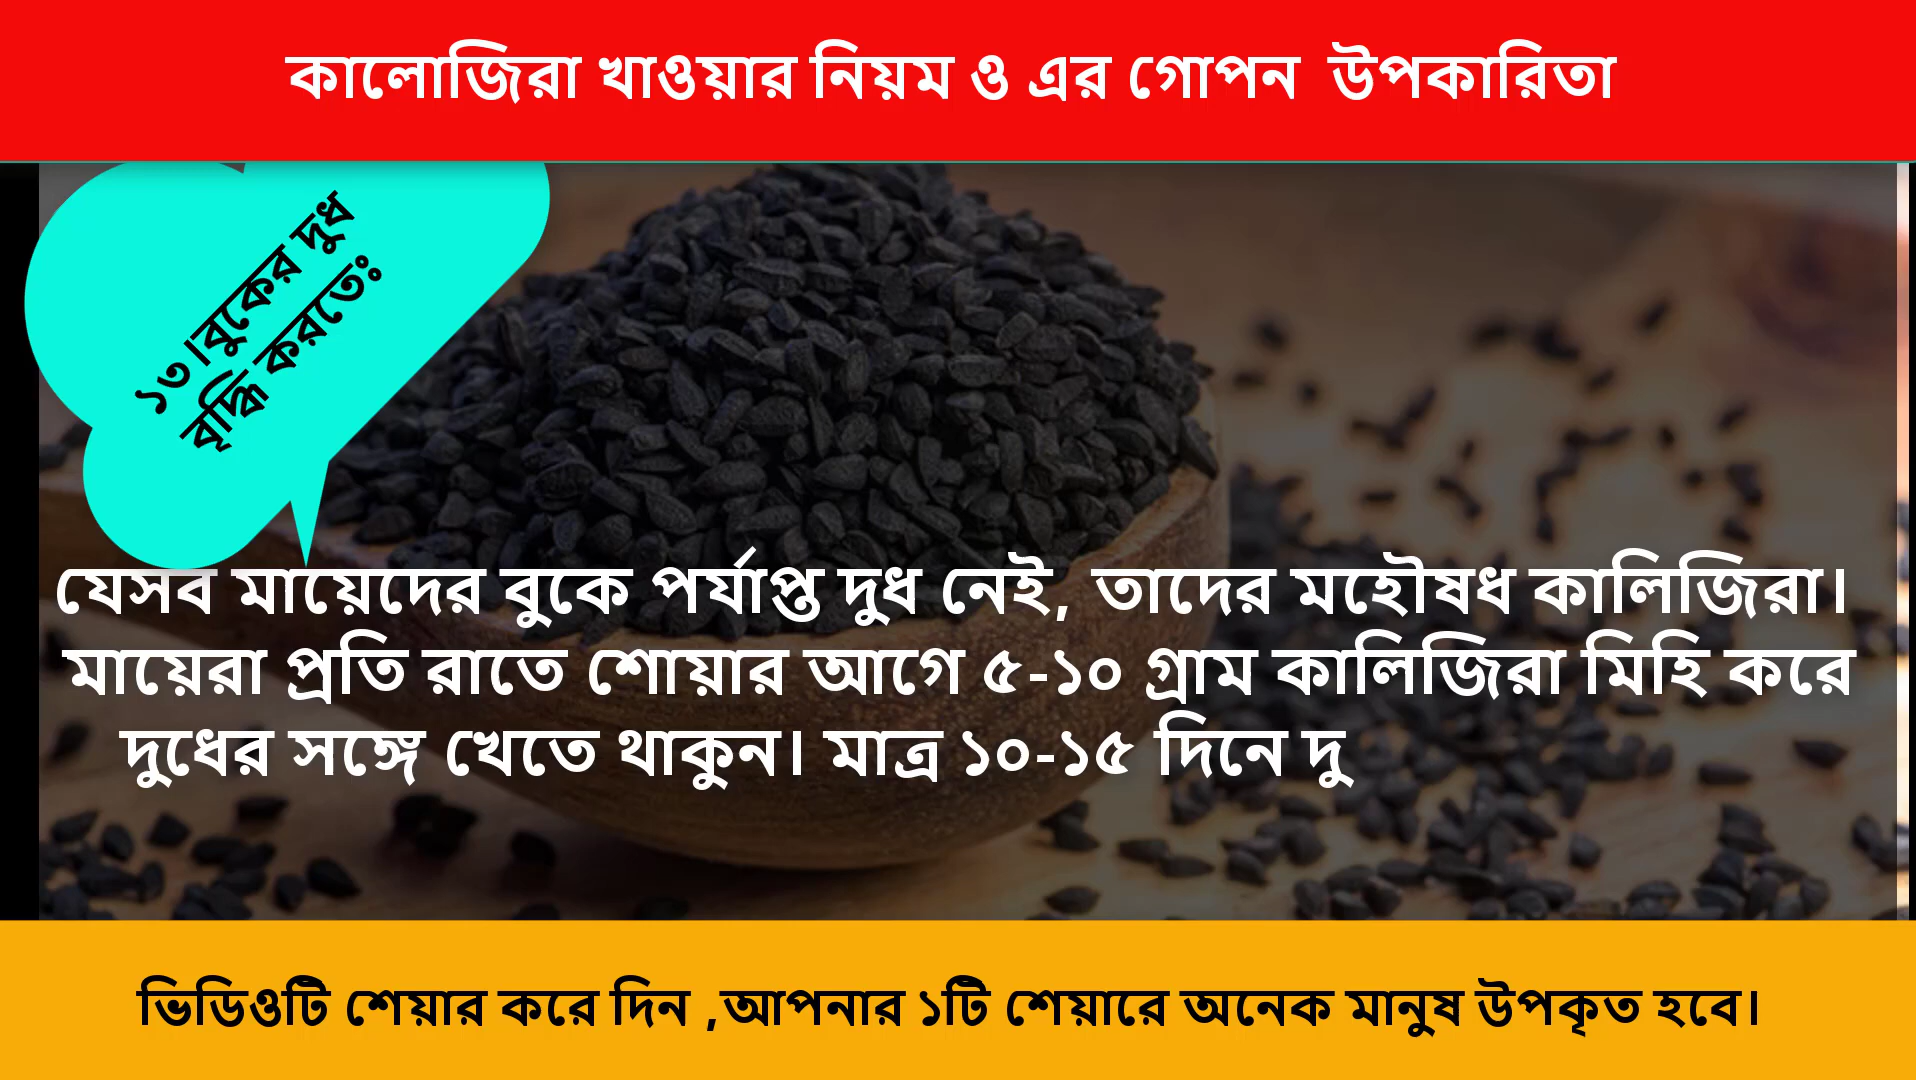 কালোজিরা খাওয়ার নিয়ম ও এর গোপন উপকারিতা
১৩।বুকের দুধ
বৃদ্ধি করতেঃ
যেসব মায়েদের বুকে পর্যাপ্ত দুধ নেই, তাদের মহৌষধ কালিজিরা।
মায়েরা প্রতি রাতে শোয়ার আগে ৫-১০ গ্রাম কালিজিরা মিহি করে
দুধের সঙ্গে খেতে থাকুন। মাত্র ১০-১৫ দিনে দু
ভিডিওটি শেয়ার করে দিন ,আপনার ১টি শেয়ারে অনেক মানুষ উপকৃত হবে।